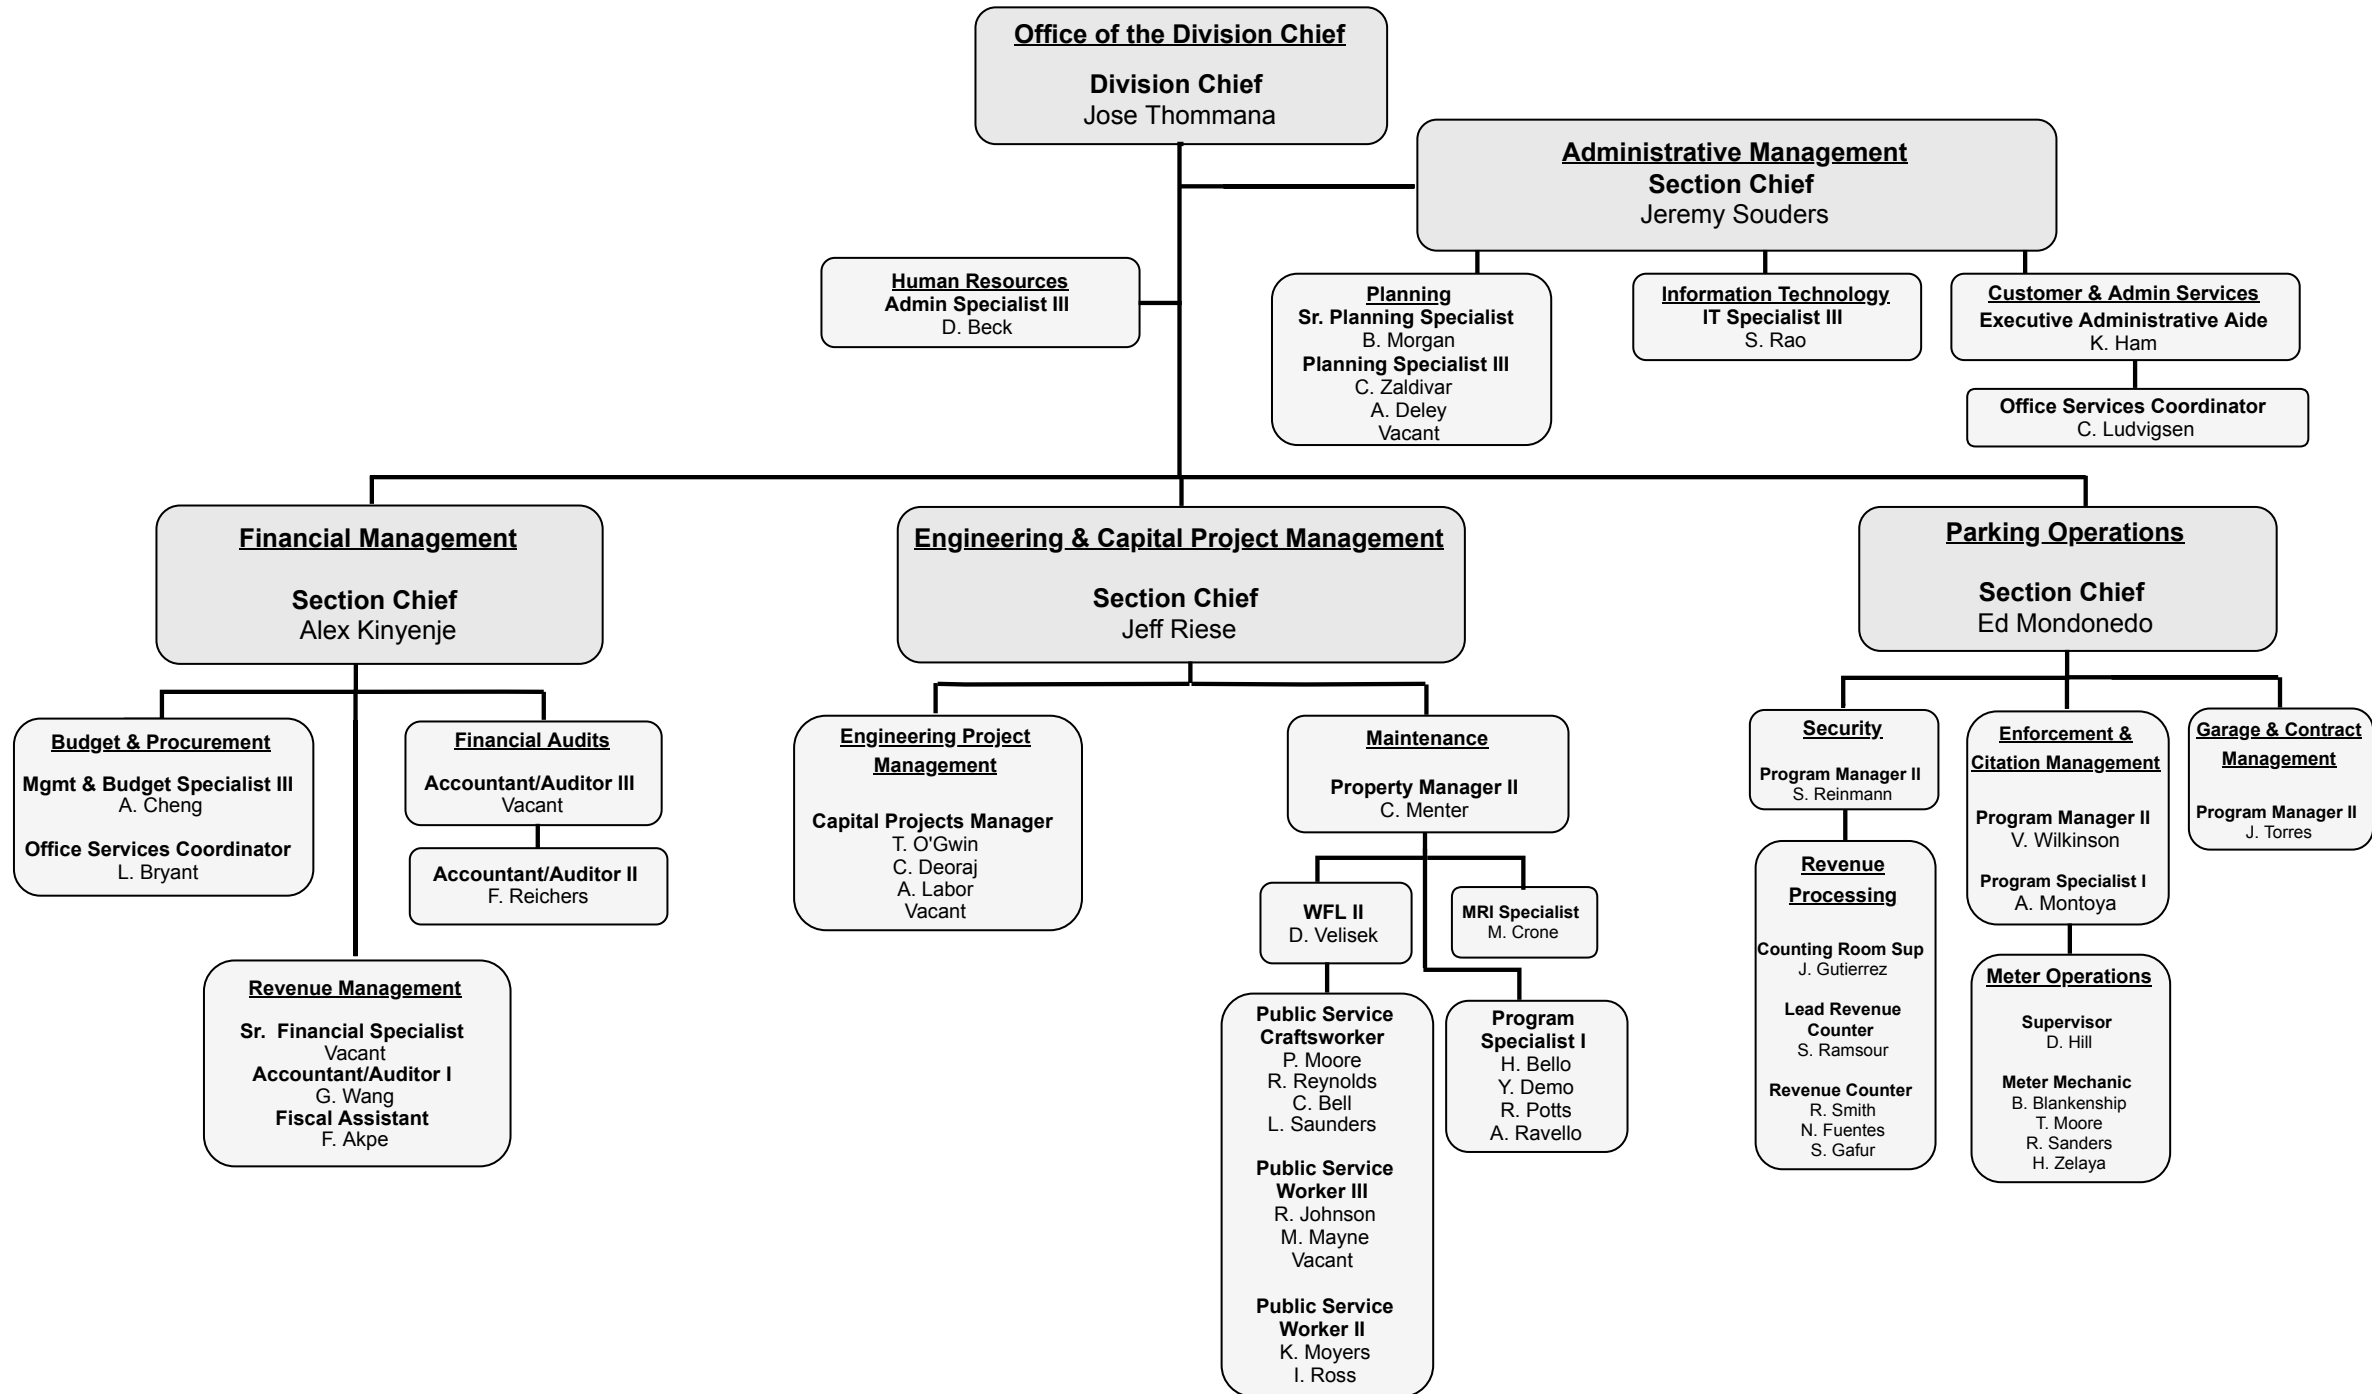 Office of the Division Chief
Division Chief
Jose Thommana
Administrative Management
Section Chief
Jeremy Souders
Human Resources
Admin Specialist III
D. Beck
Planning
Sr. Planning Specialist
B. Morgan
Planning Specialist III
C. Zaldivar
A. Deley
Vacant
Information Technology
IT Specialist III
S. Rao
Customer & Admin Services
Executive Administrative Aide
K. Ham
Office Services Coordinator
C. Ludvigsen
Financial Management
Section Chief
Alex Kinyenje
Engineering & Capital Project Management
Section Chief
Jeff Riese
Parking Operations
Section Chief
Ed Mondonedo
Budget & Procurement
Mgmt & Budget Specialist III
A. Cheng
Office Services Coordinator
L. Bryant
Financial Audits
Accountant/Auditor III
Vacant
Accountant/Auditor II
F. Reichers
Revenue Management
Sr. Financial Specialist
Vacant
Accountant/Auditor I
G. Wang
Fiscal Assistant
F. Akpe
Engineering Project
Management
Capital Projects Manager
T. O'Gwin
C. Deoraj
A. Labor
Vacant
Maintenance
Property Manager II
C. Menter
WFL II
D. Velisek
MRI Specialist
M. Crone
Public Service
Craftsworker
P. Moore
R. Reynolds
C. Bell
L. Saunders
Public Service
Worker III
R. Johnson
M. Mayne
Vacant
Public Service
Worker II
K. Moyers
I. Ross
Program
Specialist I
H. Bello
Y. Demo
R. Potts
A. Ravello
Security
Program Manager II
S. Reinmann
Revenue
Processing
Counting Room Sup
J. Gutierrez
Lead Revenue
Counter
S. Ramsour
Revenue Counter
R. Smith
N. Fuentes
S. Gafur
Enforcement &
Citation Management
Program Manager II
V. Wilkinson
Program Specialist I
A. Montoya
Meter Operations
Supervisor
D. Hill
Meter Mechanic
B. Blankenship
T. Moore
R. Sanders
H. Zelaya
Garage & Contract
Management
Program Manager II
J. Torres